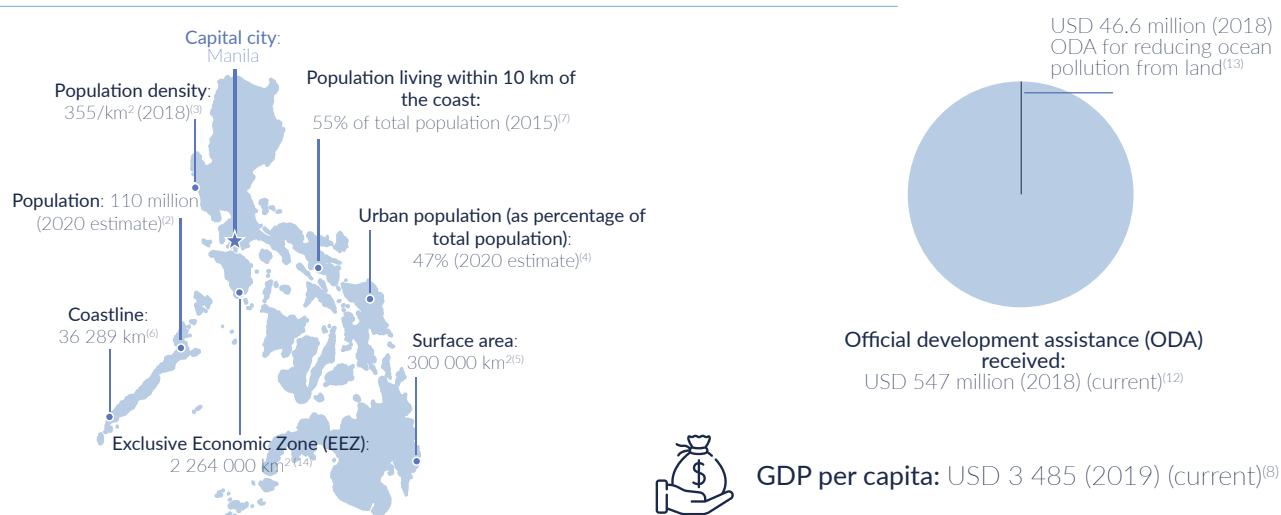 Capital city:
Manila
Population density:
355/km² (2018)(3)
Population living within 10 km of
the coast:
55% of total population (2015)(7)
Population: 110 million
(2020 estimate)(2)
Urban population (as percentage of
total population):
47% (2020 estimate)(4)
Coastline:
36 289 km(6)
Surface area:
300 000 km2(5)
Exclusive Economic Zone (EEZ):
2 264 000 km2 (14)
USD 46.6 million (2018)
ODA for reducing ocean
pollution from land(13)
Official development assistance (ODA)
received:
USD 547 million (2018) (current)(12)
$
GDP per capita: USD 3 485 (2019) (current)(8)